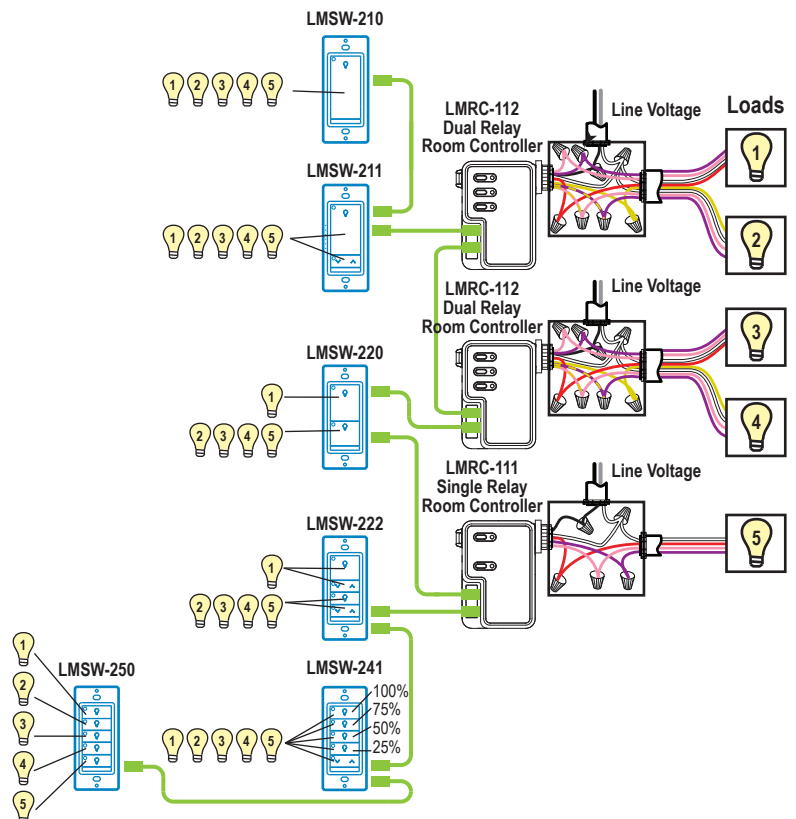 LMSW-210
1 2 3 4 5
LMRC-112
Dual Relay
Room Controller
Line Voltage
Loads
1
2
LMSW-211
1 2 3 4 5
LMRC-112
Dual Relay
Room Controller
Line Voltage
3
4
LMSW-220
1
2 3 4 5
LMRC-111
Single Relay
Room Controller
Line Voltage
5
LMSW-222
1
2 3 4 5
LMSW-250
1
2
3
4
5
LMSW-241
1 2 3 4 5
100%
75%
50%
25%